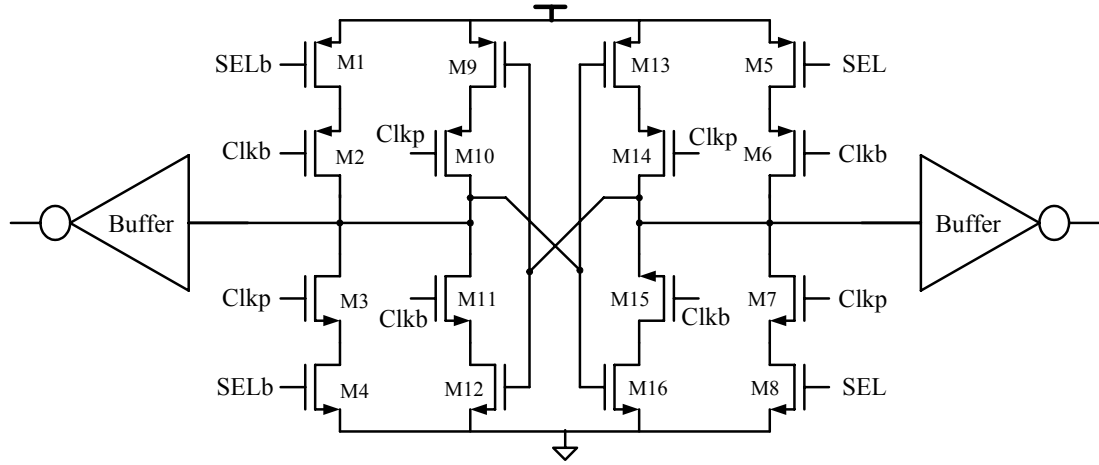 SELb M1 M9 M13 M5 SEL
Clkb M2 Clkp M10 M14 Clkp M6 Clkb
Buffer Buffer
Clkp M3 Clkb M11 M15 Clkb M7 Clkp
SELb M4 M12 M16 M8 SEL